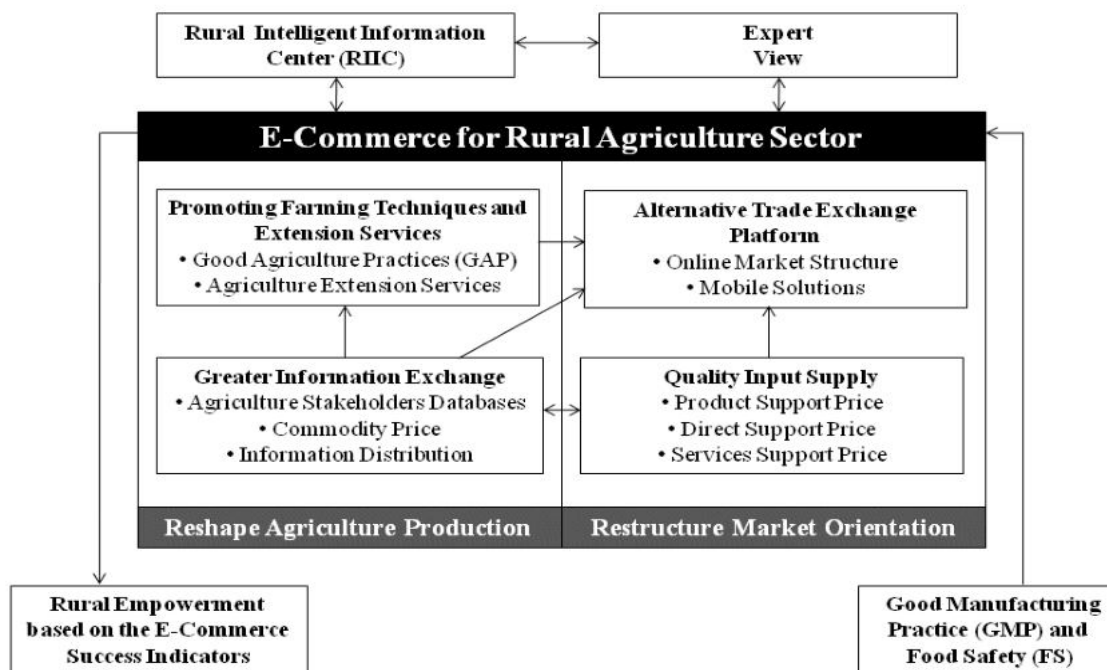 Rural Intelligent Information
Center (RIIC)
Expert
View
E-Commerce for Rural Agriculture Sector
Promoting Farming Techniques and
Extension Services
• Good Agriculture Practices (GAP)
• Agriculture Extension Services
Alternative Trade Exchange
Platform
• Online Market Structure
• Mobile Solutions
Greater Information Exchange
• Agriculture Stakeholders Databases
• Commodity Price
• Information Distribution
Quality Input Supply
• Product Support Price
• Direct Support Price
• Services Support Price
Reshape Agriculture Production
Restructure Market Orientation
Rural Empowerment
based on the E-Commerce
Success Indicators
Good Manufacturing
Practice (GMP) and
Food Safety (FS)